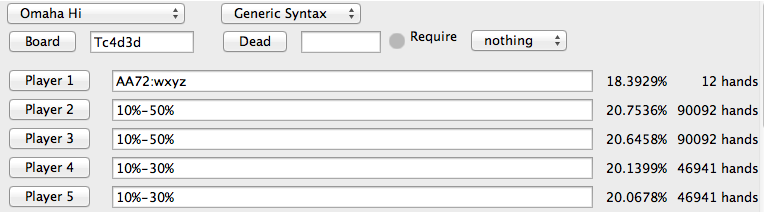 Omaha Hi Generic Syntax
Board Tc4d3d Dead Require nothing
Player 1 AA72:wxyz 18.3929% 12 hands
Player 2 10%-50% 20.7536% 90092 hands
Player 3 10%-50% 20.6458% 90092 hands
Player 4 10%-30% 20.1399% 46941 hands
Player 5 10%-30% 20.0678% 46941 hands